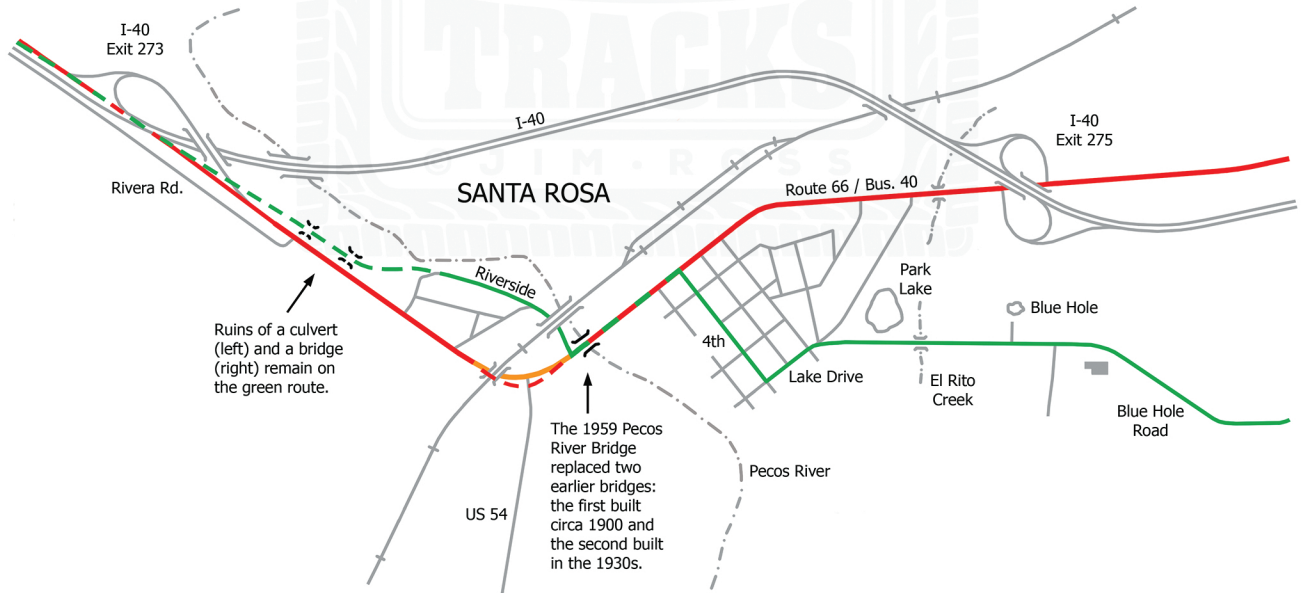 TRACKS
© JIM ROSS
I-40
Exit 273
I-40
I-40
Exit 275
Rivera Rd.
SANTA ROSA
Route 66 / Bus. 40
Riverside
Park
Lake
Blue Hole
Ruins of a culvert
(left) and a bridge
(right) remain on
the green route.
4th
Lake Drive
El Rito
Creek
Blue Hole
Road
The 1959 Pecos
River Bridge
replaced two
earlier bridges:
the first built
circa 1900 and
the second built
in the 1930s.
Pecos River
US 54